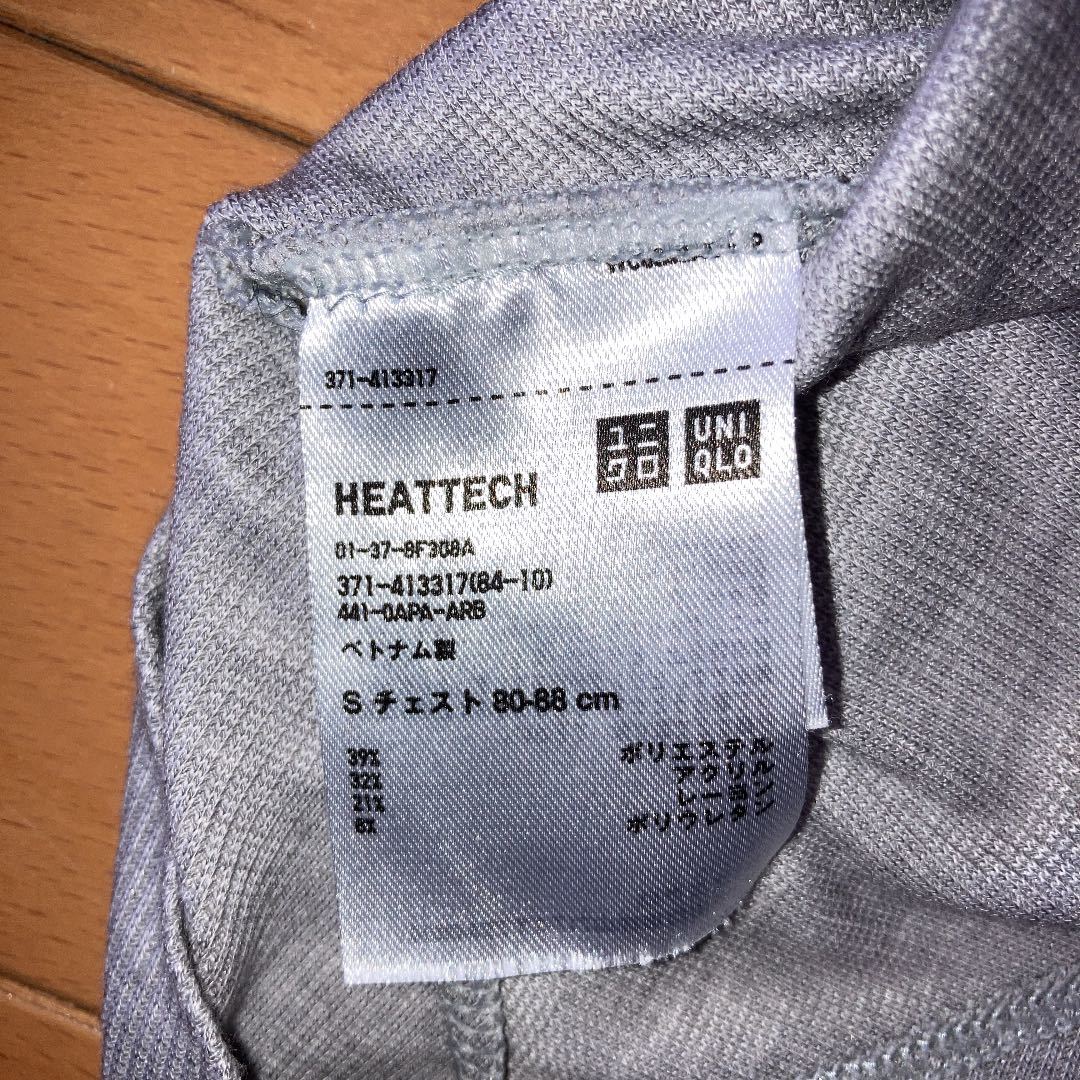 371-413317
ユニ
クロ
UNI
QLO
HEATTECH
01-37-8F308A
371-413317(84-10)
441-0APA-ARB
ベトナム製
S チェスト 80-88 cm
39% ポリエステル
32% アクリル
21% レーヨン
8% ポリウレタン